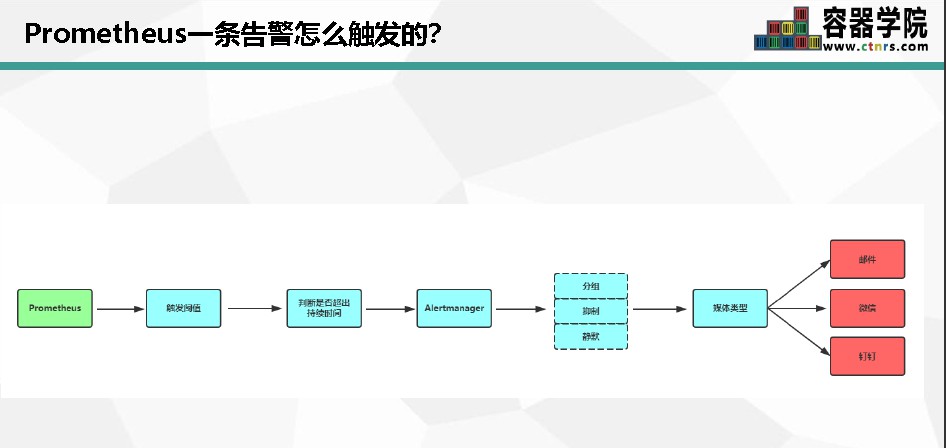 Prometheus一条告警怎么触发的?
容器学院
www.ctnrs.com
Prometheus
触发阈值
判断是否超出
持续时间
Alertmanager
分组
抑制
静默
媒体类型
邮件
微信
钉钉